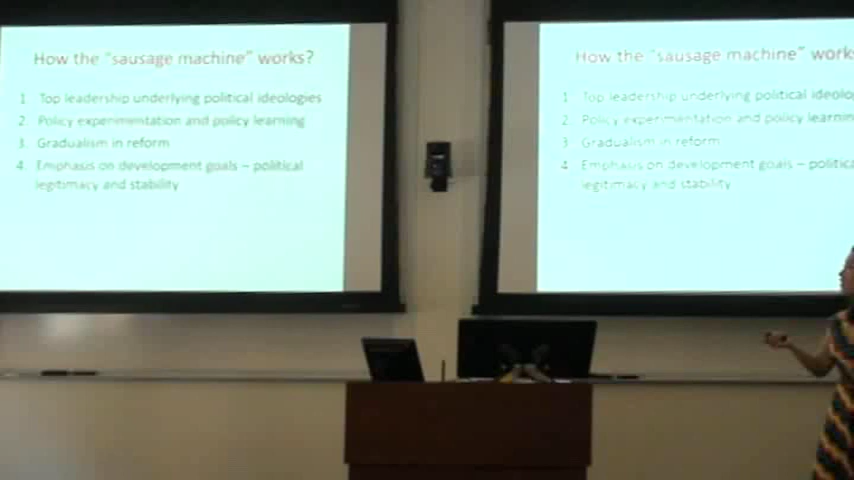 How the "sausage machine" works?
1. Top leadership underlying political ideologies
2. Policy experimentation and policy learning
3. Gradualism in reform
4. Emphasis on development goals – political
legitimacy and stability
How the "sausage machine" works
1. Top leadership underlying political ideolo
2. Policy experimentation and policy learnin
3. Gradualism in reform
4. Emphasis on development goals – politica
legitimacy and stability